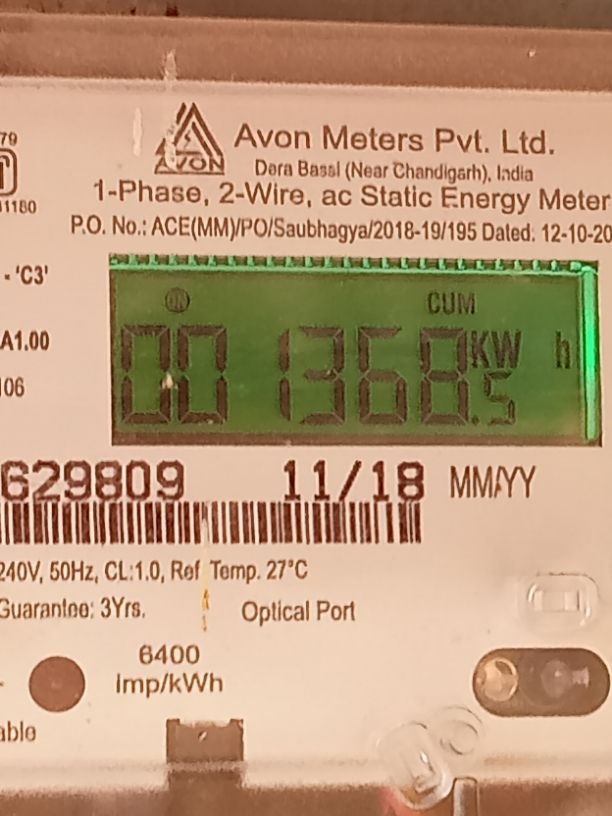 79
AVON
Avon Meters Pvt. Ltd.
Dera Bassi (Near Chandigarh), India
1180
1-Phase, 2-Wire, ac Static Energy Meter
P.O. No.: ACE(MM)/PO/Saubhagya/2018-19/195 Dated: 12-10-20
- 'C3'
CUM
A1.00
001368.5 KW h
106
629809 11/18 MM/YY
240V, 50Hz, CL:1.0, Ref Temp. 27°C
Guarantee: 3Yrs. Optical Port
6400
imp/kWh
able